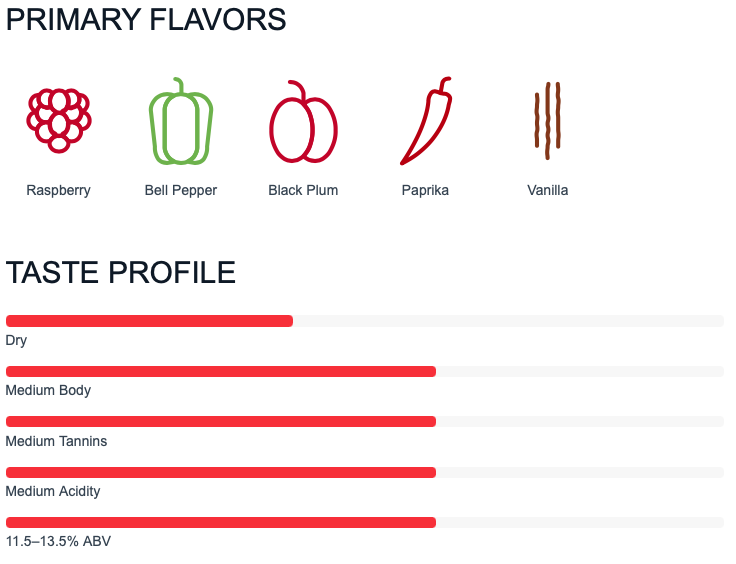 PRIMARY FLAVORS
Raspberry
Bell Pepper
Black Plum
Paprika
Vanilla
TASTE PROFILE
Dry
Medium Body
Medium Tannins
Medium Acidity
11.5–13.5% ABV